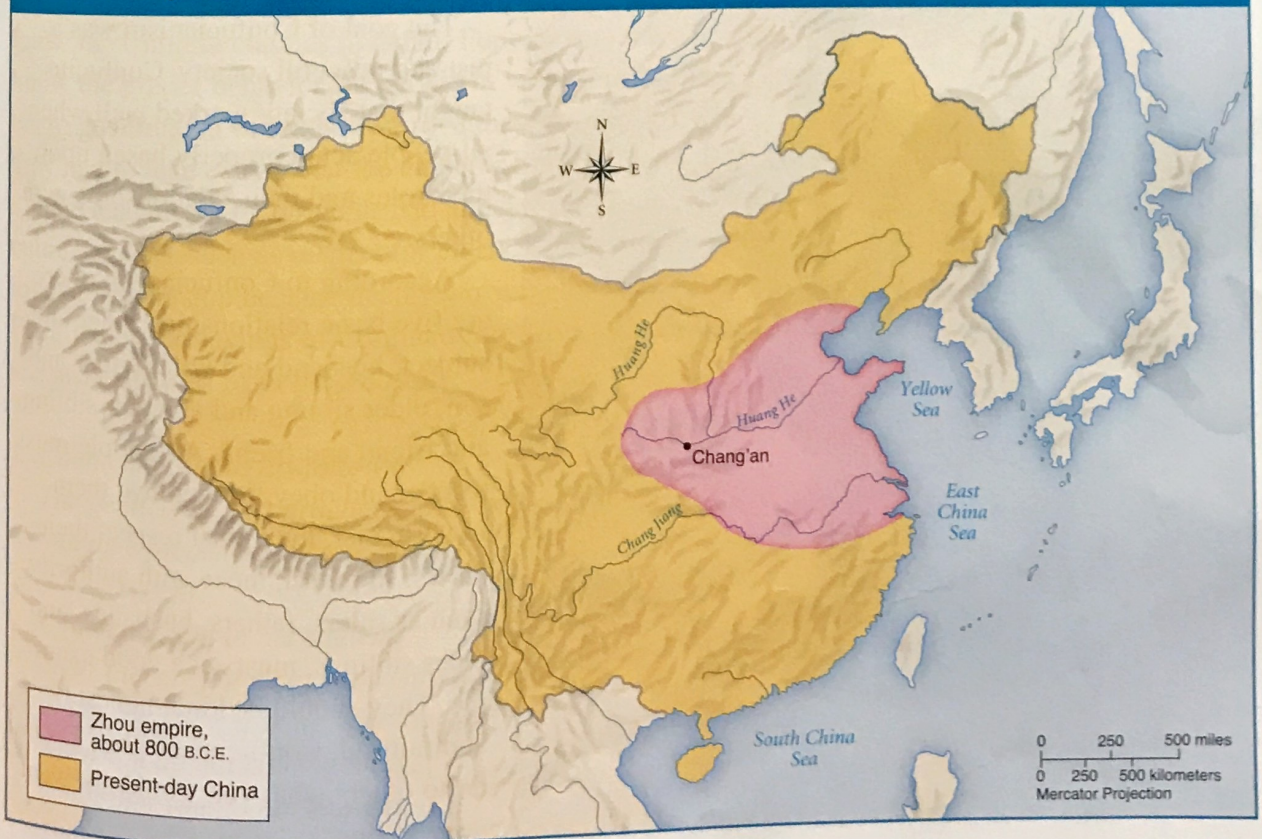 N
W E
S
Huang He
Huang He
Chang'an
Chang Jiang
Yellow
Sea
East
China
Sea
South China
Sea
Zhou empire,
about 800 B.C.E.
Present-day China
0 250 500 miles
0 250 500 kilometers
Mercator Projection